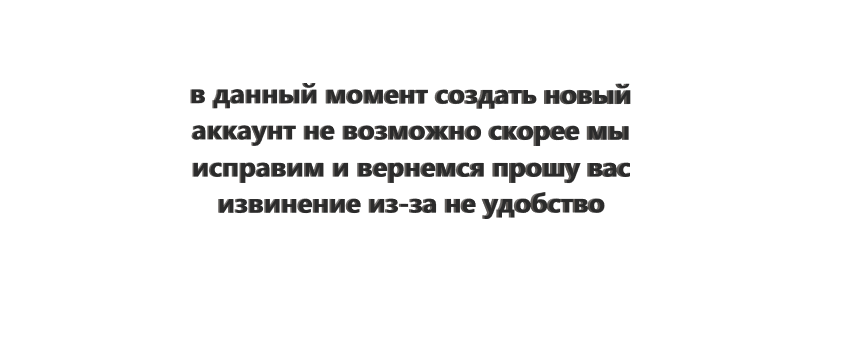 в данный момент создать новый
аккаунт не возможно скорее мы
исправим и вернемся прошу вас
извинение из-за не удобство